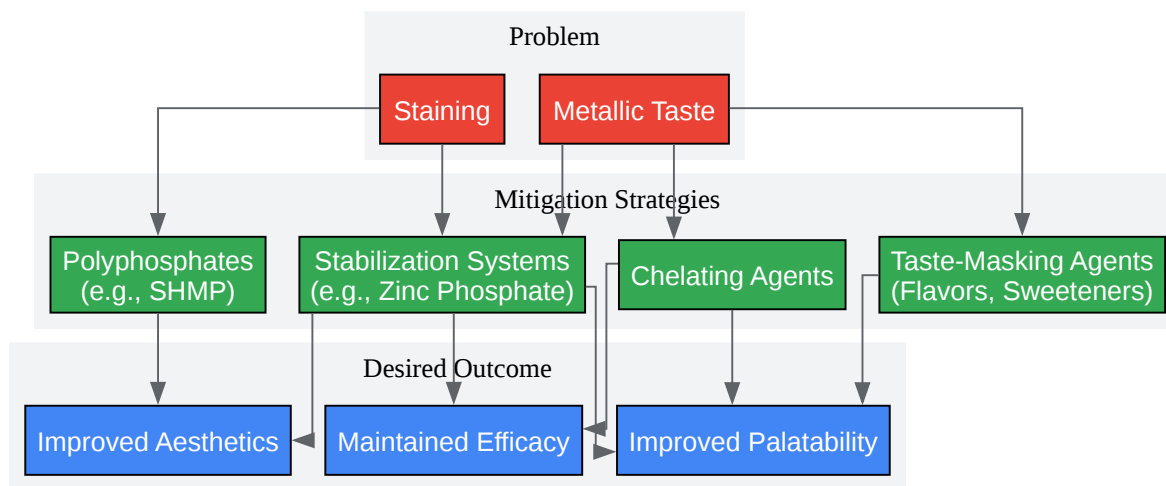 Problem
Staining
Metallic Taste
Mitigation Strategies
Polyphosphates
(e.g., SHMP)
Stabilization Systems
(e.g., Zinc Phosphate)
Chelating Agents
Taste-Masking Agents
(Flavors, Sweeteners)
Desired Outcome
Improved Aesthetics
Maintained Efficacy
Improved Palatability